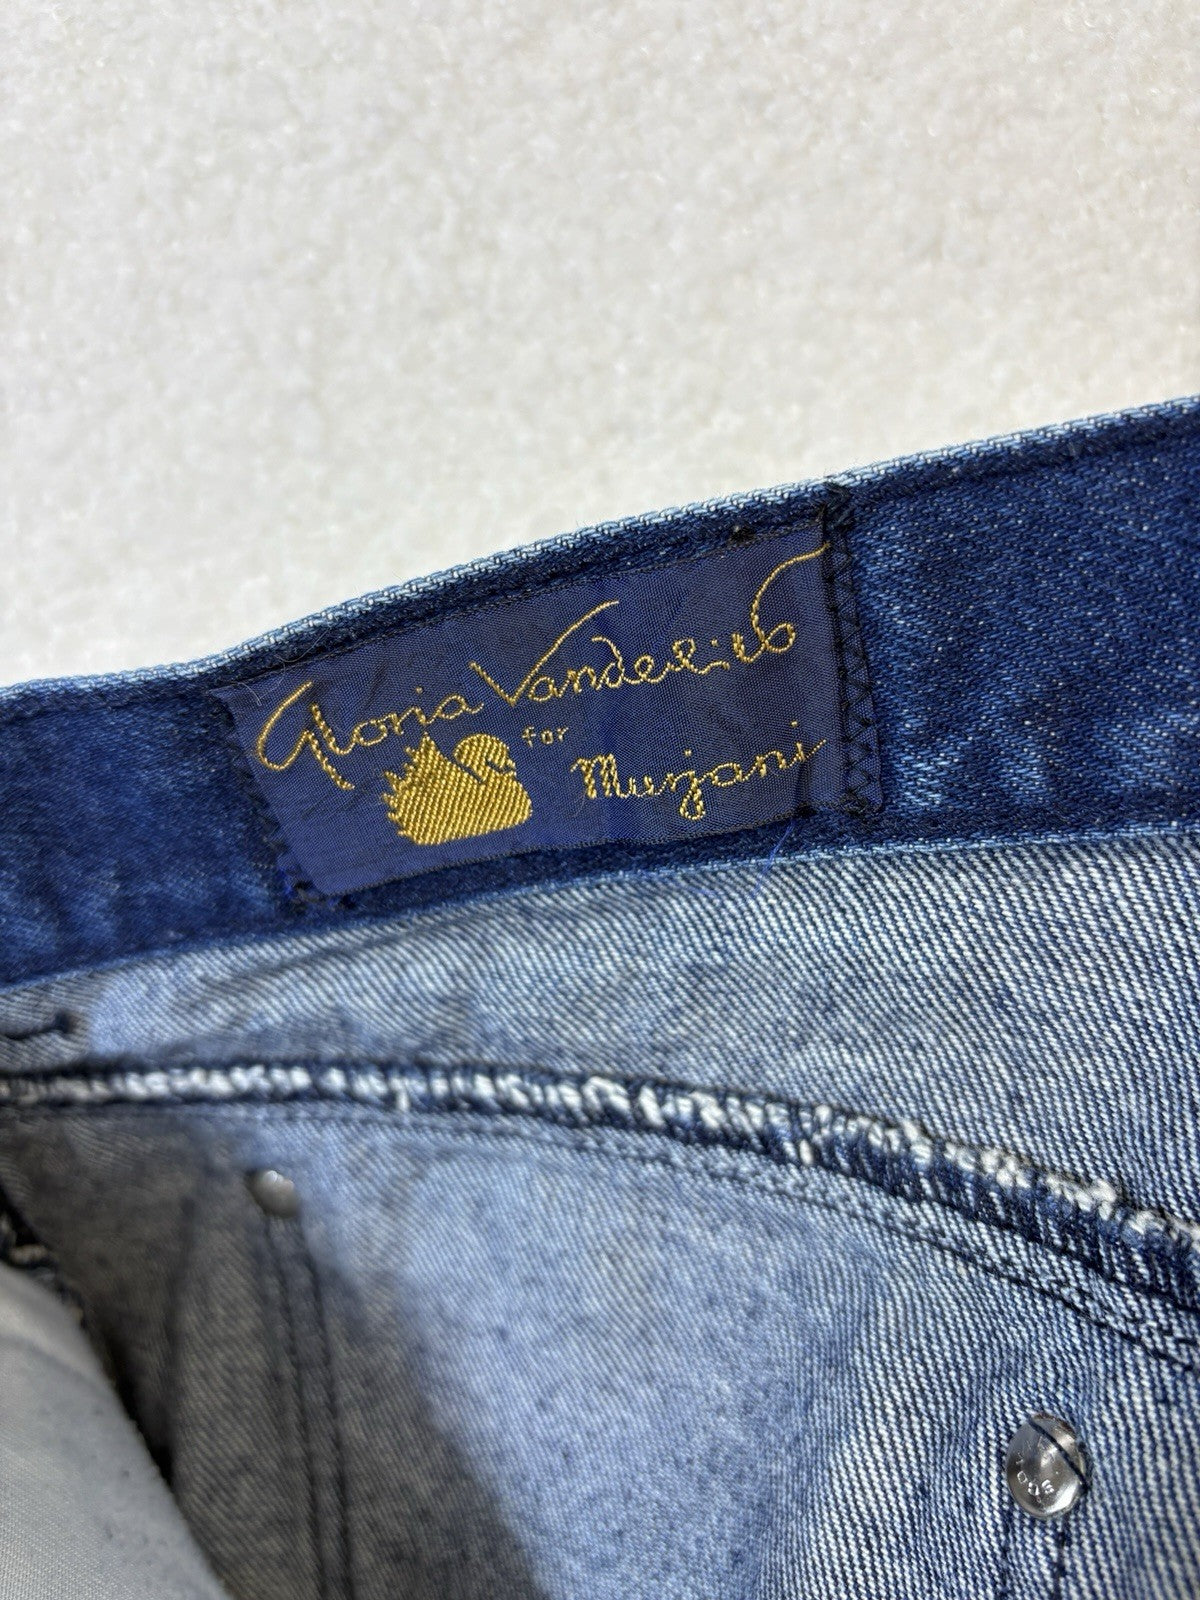 Gloria Vanderbilt
for
Murjani